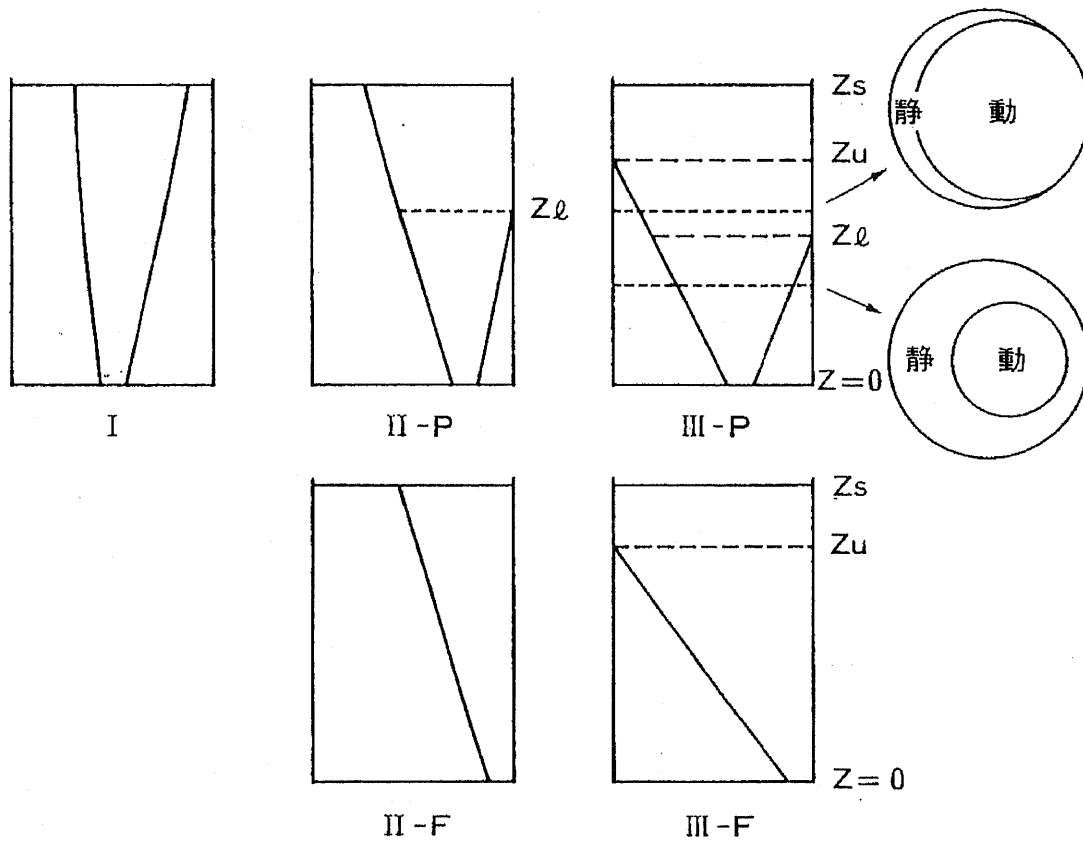 Zs
Zu
Zℓ
Zℓ
Z=0
静 動
静 動
I
II-P
III-P
Zs
Zu
Z=0
II-F
III-F